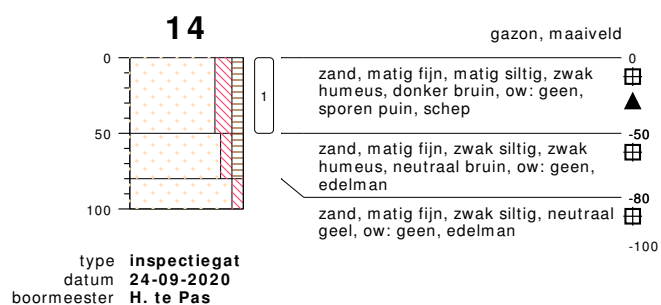 14
gazon, maaiveld
0
0
zand, matig fijn, matig siltig, zwak
humeus, donker bruin, ow: geen,
sporen puin, schep
1
50
-50
zand, matig fijn, zwak siltig, zwak
humeus, neutraal bruin, ow: geen,
edelman
-80
zand, matig fijn, zwak siltig, neutraal
geel, ow: geen, edelman
100
-100
type inspectiegat
datum 24-09-2020
boormeester H. te Pas